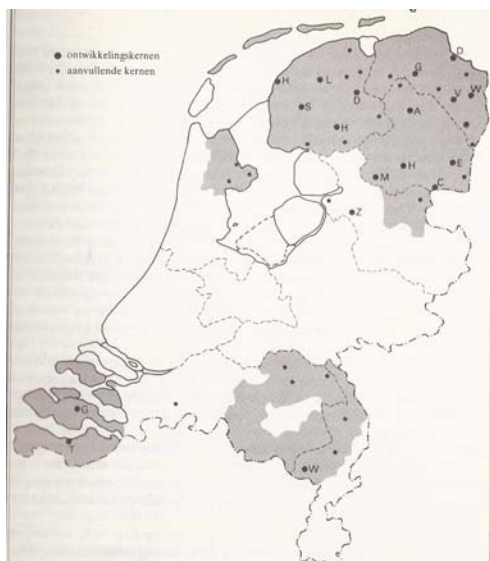 ● ontwikkelingskernen
• aanvullende kernen
D
H
L
G
D
V
W
S
A
H
H
E
M
C
Z
G
T
W